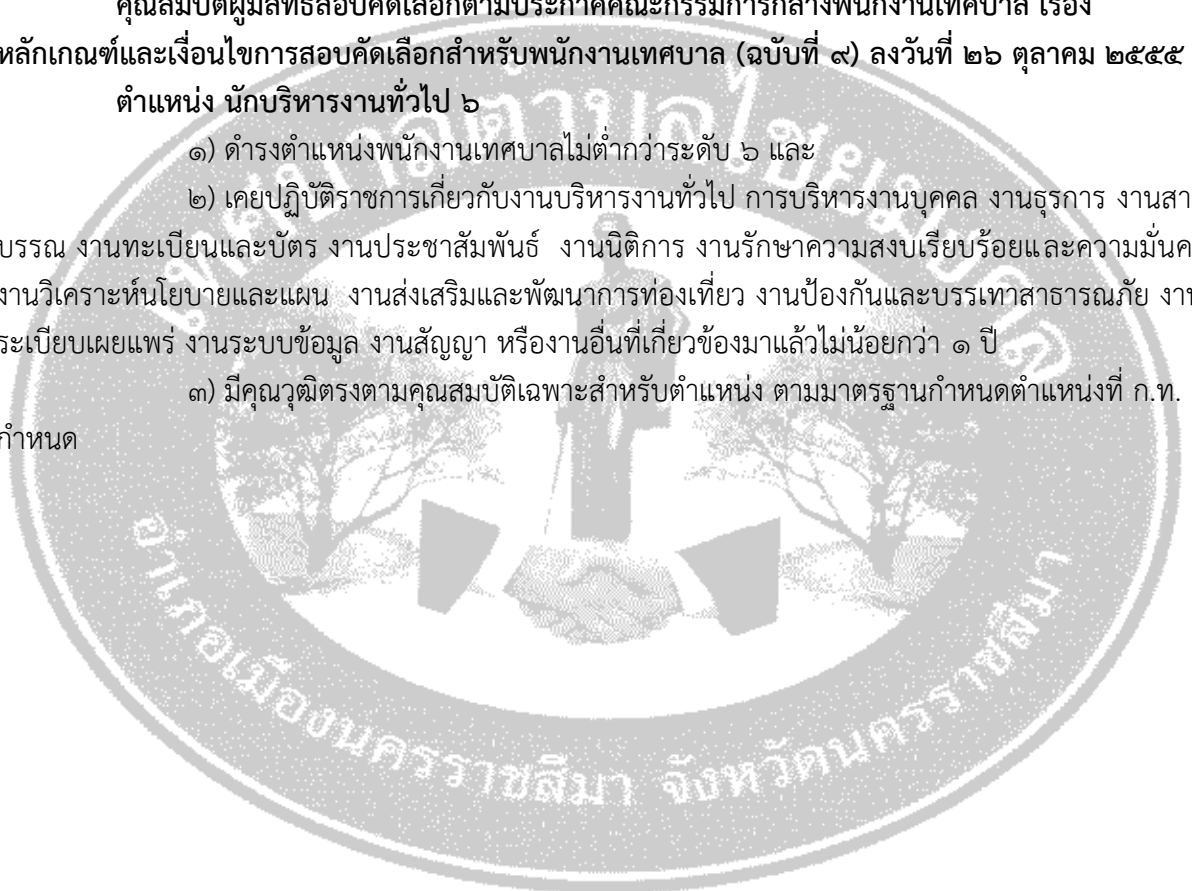 คุณสมบัติผู้มีสิทธิสอบคัดเลือกตามประกาศคณะกรรมการกลางพนักงานเทศบาล เรื่อง
หลักเกณฑ์และเงื่อนไขการสอบคัดเลือกสำหรับพนักงานเทศบาล (ฉบับที่ ๙) ลงวันที่ ๒๖ ตุลาคม ๒๕๕๕
ตำแหน่ง นักบริหารงานทั่วไป ๖
๑) ดำรงตำแหน่งพนักงานเทศบาลไม่ต่ำกว่าระดับ ๖ และ
๒) เคยปฏิบัติราชการเกี่ยวกับงานบริหารงานทั่วไป การบริหารงานบุคคล งานธุรการ งานสา
บรรณ งานทะเบียนและบัตร งานประชาสัมพันธ์ งานนิติการ งานรักษาความสงบเรียบร้อยและความมั่นค
งานวิเคราะห์นโยบายและแผน งานส่งเสริมและพัฒนาการท่องเที่ยว งานป้องกันและบรรเทาสาธารณภัย งาน
ระเบียบเผยแพร่ งานระบบข้อมูล งานสัญญา หรืองานอื่นที่เกี่ยวข้องมาแล้วไม่น้อยกว่า ๑ ปี
๓) มีคุณวุฒิตรงตามคุณสมบัติเฉพาะสำหรับตำแหน่ง ตามมาตรฐานกำหนดตำแหน่งที่ ก.ท.
กำหนด
เทศบาลตำบลไชยมงคล
อำเภอเมืองนครราชสีมา จังหวัดนครราชสีมา